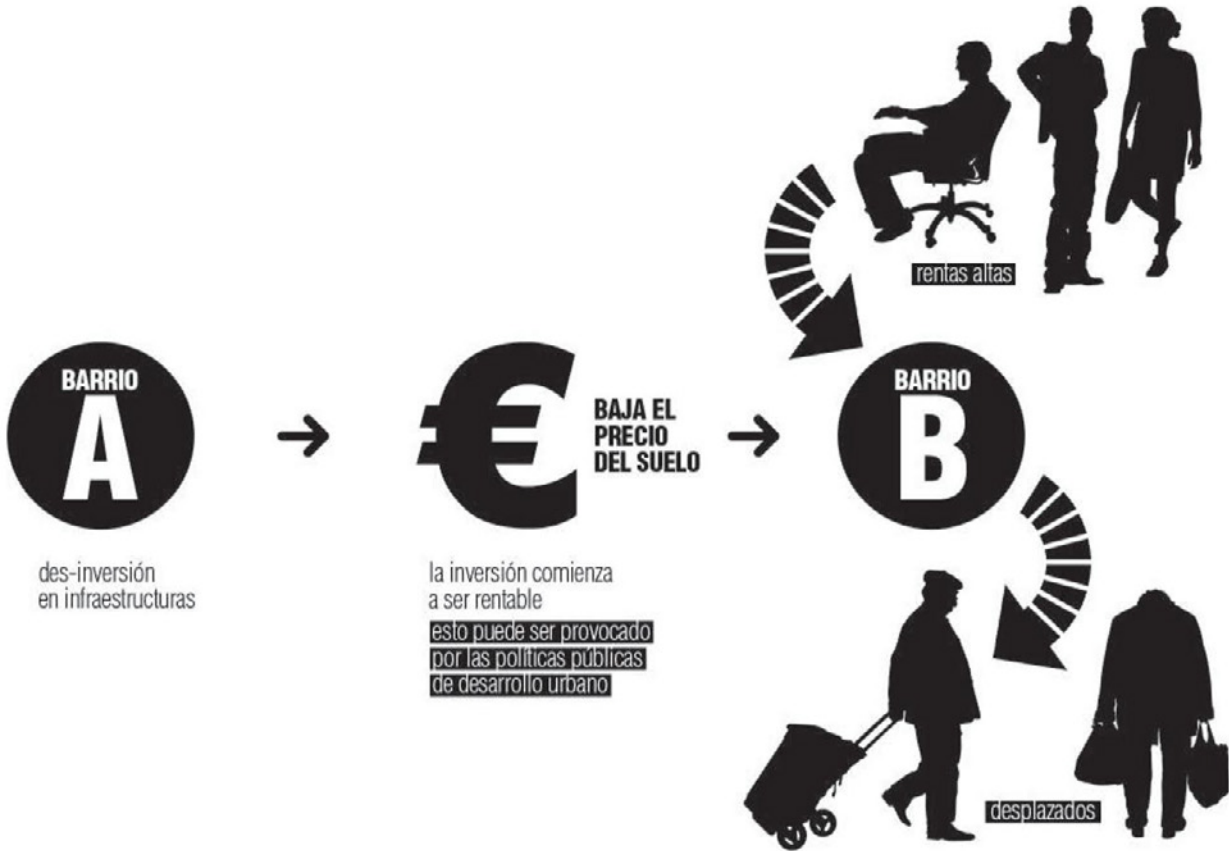 rentas altas
BARRIO
A
€
BAJA EL
PRECIO
DEL SUELO
BARRIO
B
des-inversión
en infraestructuras
la inversión comienza
a ser rentable
esto puede ser provocado
por las políticas públicas
de desarrollo urbano
desplazados